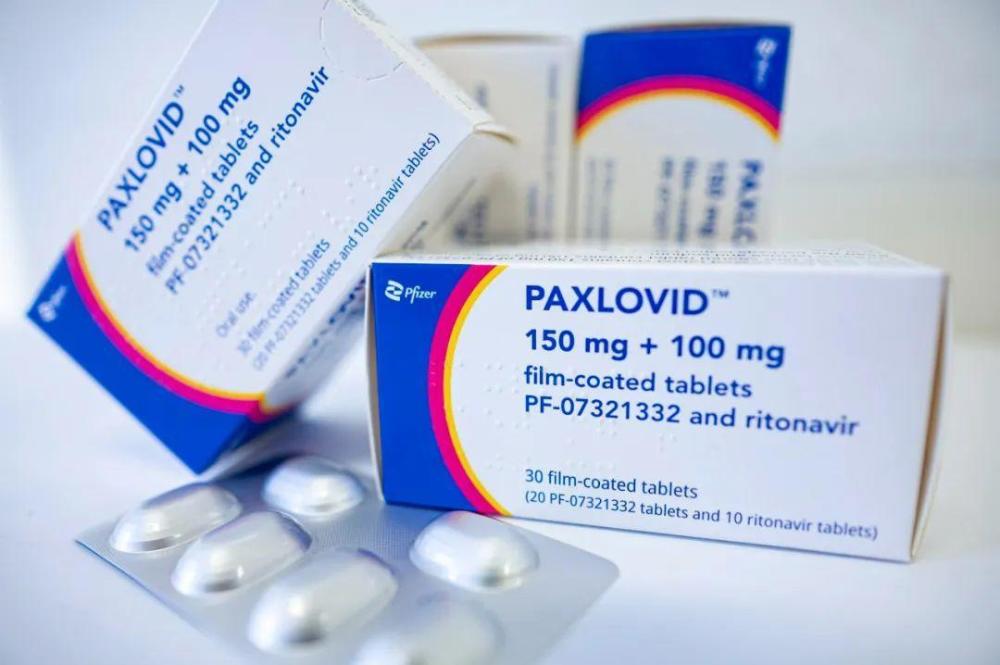 PAXLOVID™
150 mg + 100 mg
film-coated tablets
PF-07321332 and ritonavir
Oral use.
30 film-coated tablets
(20 PF-07321332 tablets and 10 ritonavir tablets)
Pfizer
PAXLOVID™
150 mg + 100 mg
film-coated tablets
PF-07321332 and ritonavir
30 film-coated tablets
(20 PF-07321332 tablets and 10 ritonavir tablets)